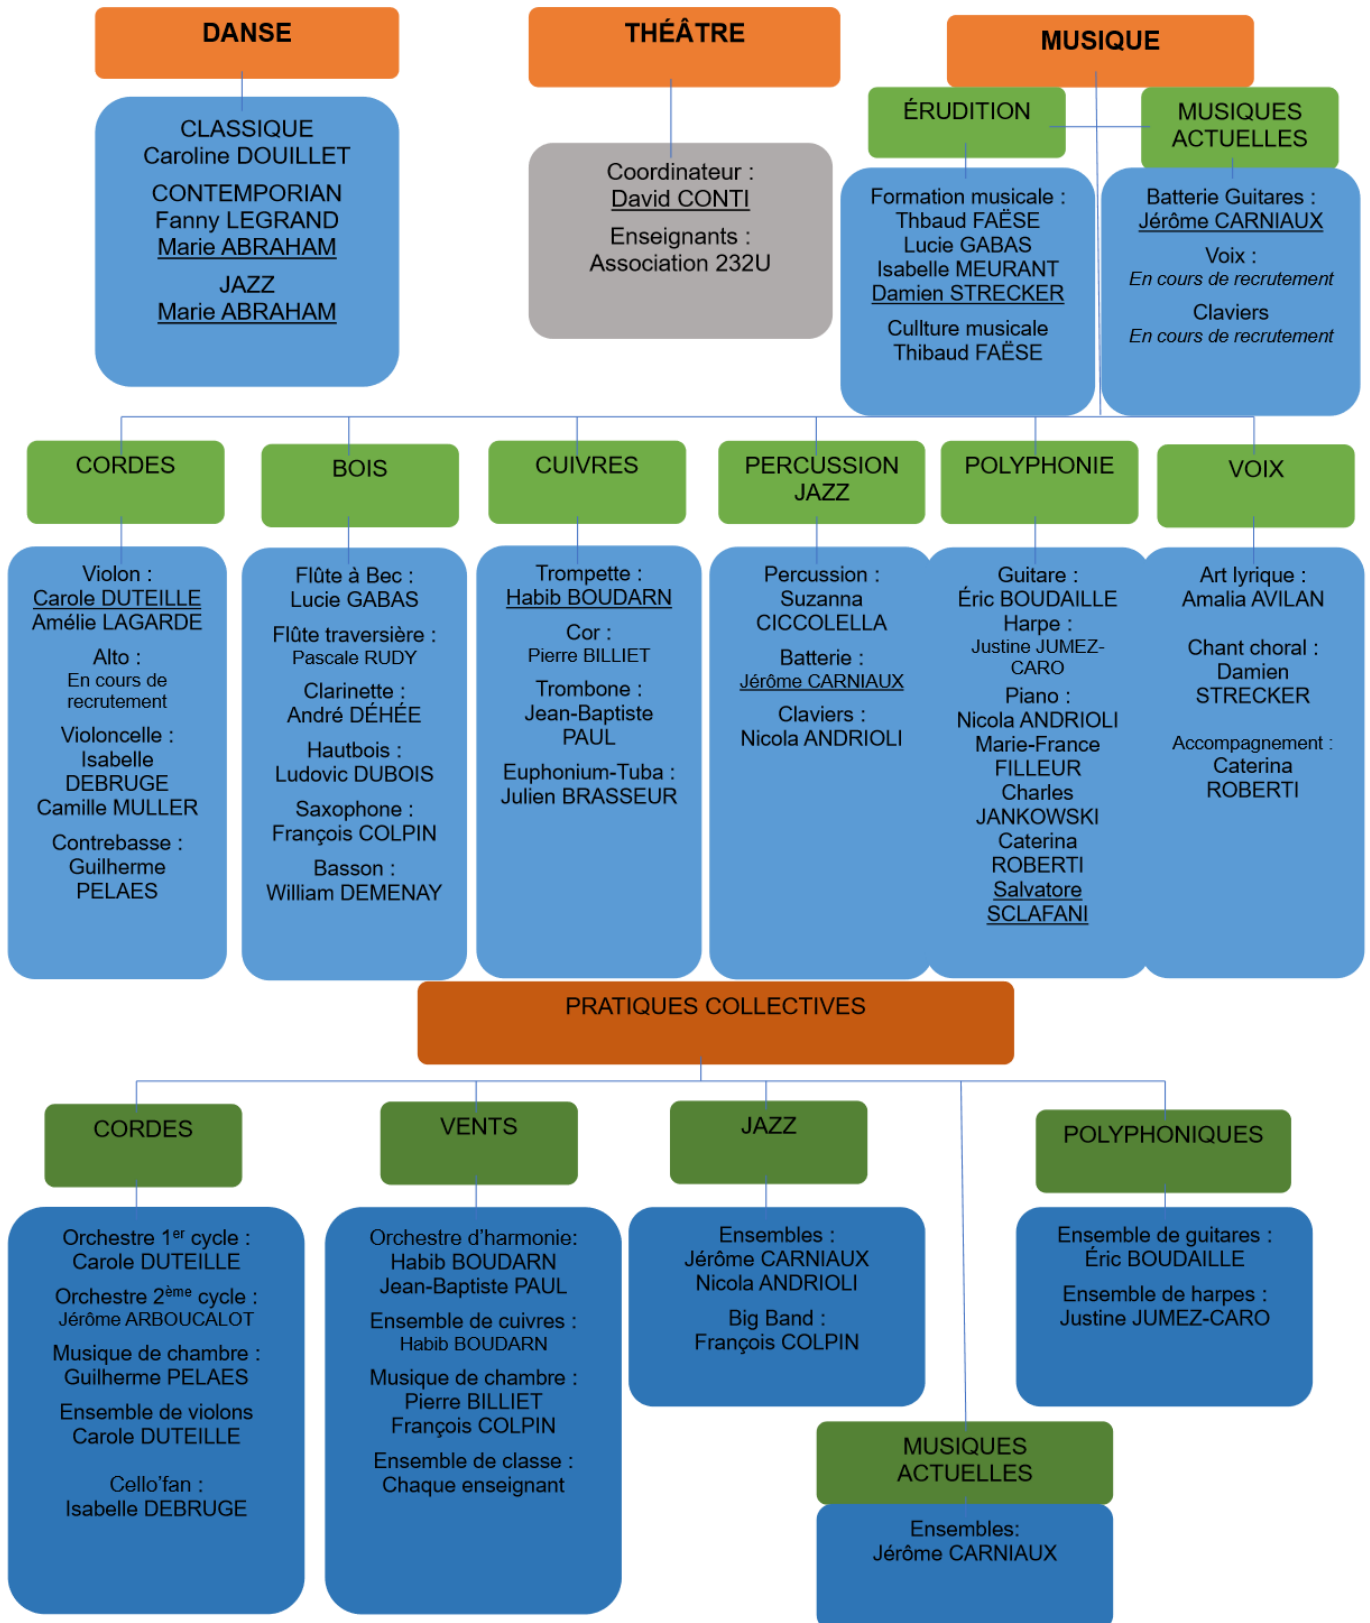 DANSE
CLASSIQUE
Caroline DOUILLET
CONTEMPORIAN
Fanny LEGRAND
Marie ABRAHAM
JAZZ
Marie ABRAHAM
THÉÂTRE
Coordinateur :
David CONTI
Enseignants :
Association 232U
MUSIQUE
ÉRUDITION
Formation musicale :
Thbaud FAËSE
Lucie GABAS
Isabelle MEURANT
Damien STRECKER
Cullture musicale
Thibaud FAËSE
MUSIQUES
ACTUELLES
Batterie Guitares :
Jérôme CARNIAUX
Voix :
En cours de recrutement
Claviers
En cours de recrutement
CORDES
Violon :
Carole DUTEILLE
Amélie LAGARDE
Alto :
En cours de
recrutement
Violoncelle :
Isabelle
DEBRUGE
Camille MULLER
Contrebasse :
Guilherme
PELAES
BOIS
Flûte à Bec :
Lucie GABAS
Flûte traversière :
Pascale RUDY
Clarinette :
André DÉHÉE
Hautbois :
Ludovic DUBOIS
Saxophone :
François COLPIN
Basson :
William DEMENAY
CUIVRES
Trompette :
Habib BOUDARN
Cor :
Pierre BILLIET
Trombone :
Jean-Baptiste
PAUL
Euphonium-Tuba :
Julien BRASSEUR
PERCUSSION
JAZZ
Percussion :
Suzanna
CICCOLELLA
Batterie :
Jérôme CARNIAUX
Claviers :
Nicola ANDRIOLI
POLYPHONIE
Guitare :
Éric BOUDAILLE
Harpe :
Justine JUMEZ-
CARO
Piano :
Nicola ANDRIOLI
Marie-France
FILLEUR
Charles
JANKOWSKI
Caterina
ROBERTI
Salvatore
SCLAFANI
VOIX
Art lyrique :
Amalia AVILAN
Chant choral :
Damien
STRECKER
Accompagnement :
Caterina
ROBERTI
PRATIQUES COLLECTIVES
CORDES
Orchestre 1er cycle :
Carole DUTEILLE
Orchestre 2ème cycle :
Jérôme ARBOUCALOT
Musique de chambre :
Guilherme PELAES
Ensemble de violons
Carole DUTEILLE
Cello’fan :
Isabelle DEBRUGE
VENTS
Orchestre d’harmonie:
Habib BOUDARN
Jean-Baptiste PAUL
Ensemble de cuivres :
Habib BOUDARN
Musique de chambre :
Pierre BILLIET
François COLPIN
Ensemble de classe :
Chaque enseignant
JAZZ
Ensembles :
Jérôme CARNIAUX
Nicola ANDRIOLI
Big Band :
François COLPIN
MUSIQUES
ACTUELLES
Ensembles:
Jérôme CARNIAUX
POLYPHONIQUES
Ensemble de guitares :
Éric BOUDAILLE
Ensemble de harpes :
Justine JUMEZ-CARO